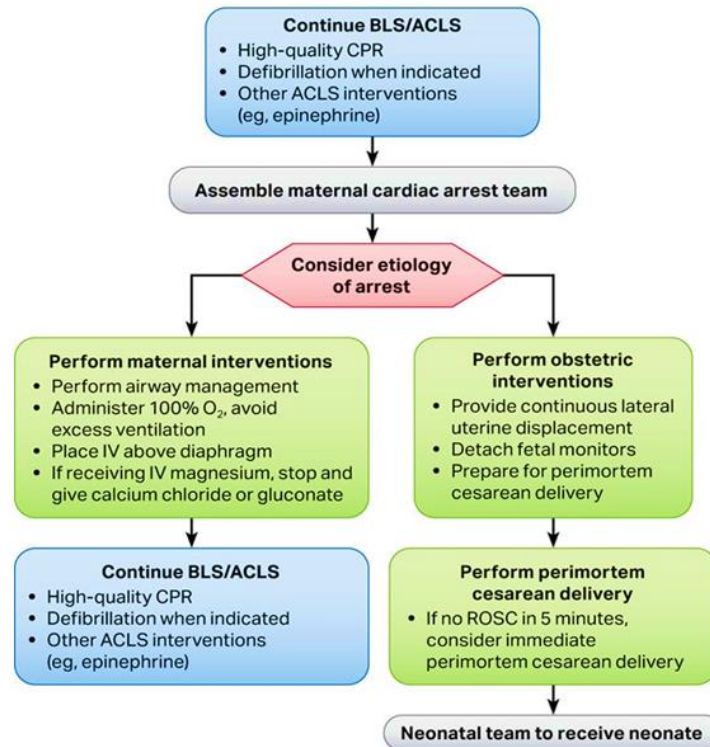 Continue BLS/ACLS
• High-quality CPR
• Defibrillation when indicated
• Other ACLS interventions
(eg, epinephrine)
Assemble maternal cardiac arrest team
Consider etiology
of arrest
Perform maternal interventions
• Perform airway management
• Administer 100% O₂, avoid
excess ventilation
• Place IV above diaphragm
• If receiving IV magnesium, stop and
give calcium chloride or gluconate
Perform obstetric
interventions
• Provide continuous lateral
uterine displacement
• Detach fetal monitors
• Prepare for perimortem
cesarean delivery
Continue BLS/ACLS
• High-quality CPR
• Defibrillation when indicated
• Other ACLS interventions
(eg, epinephrine)
Perform perimortem
cesarean delivery
• If no ROSC in 5 minutes,
consider immediate
perimortem cesarean delivery
Neonatal team to receive neonate